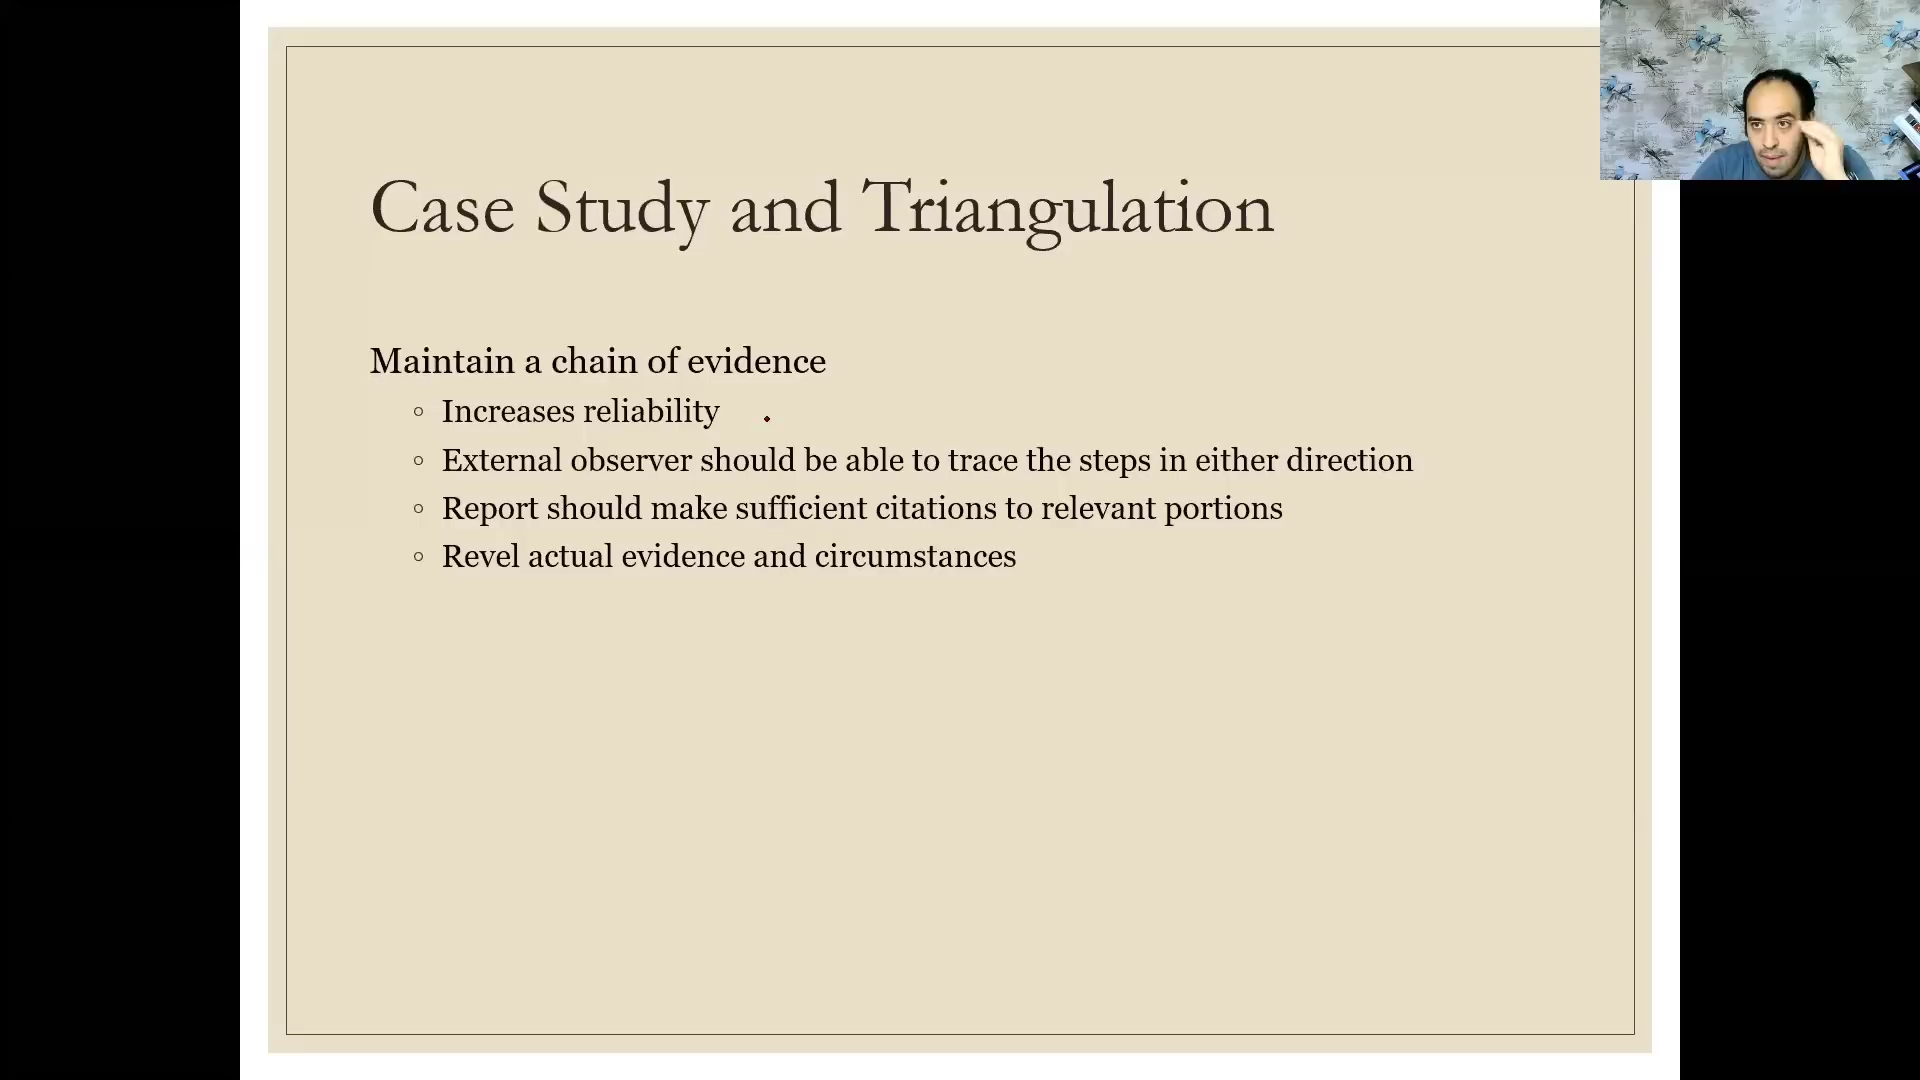 Case Study and Triangulation
Maintain a chain of evidence
◦ Increases reliability
◦ External observer should be able to trace the steps in either direction
◦ Report should make sufficient citations to relevant portions
◦ Revel actual evidence and circumstances